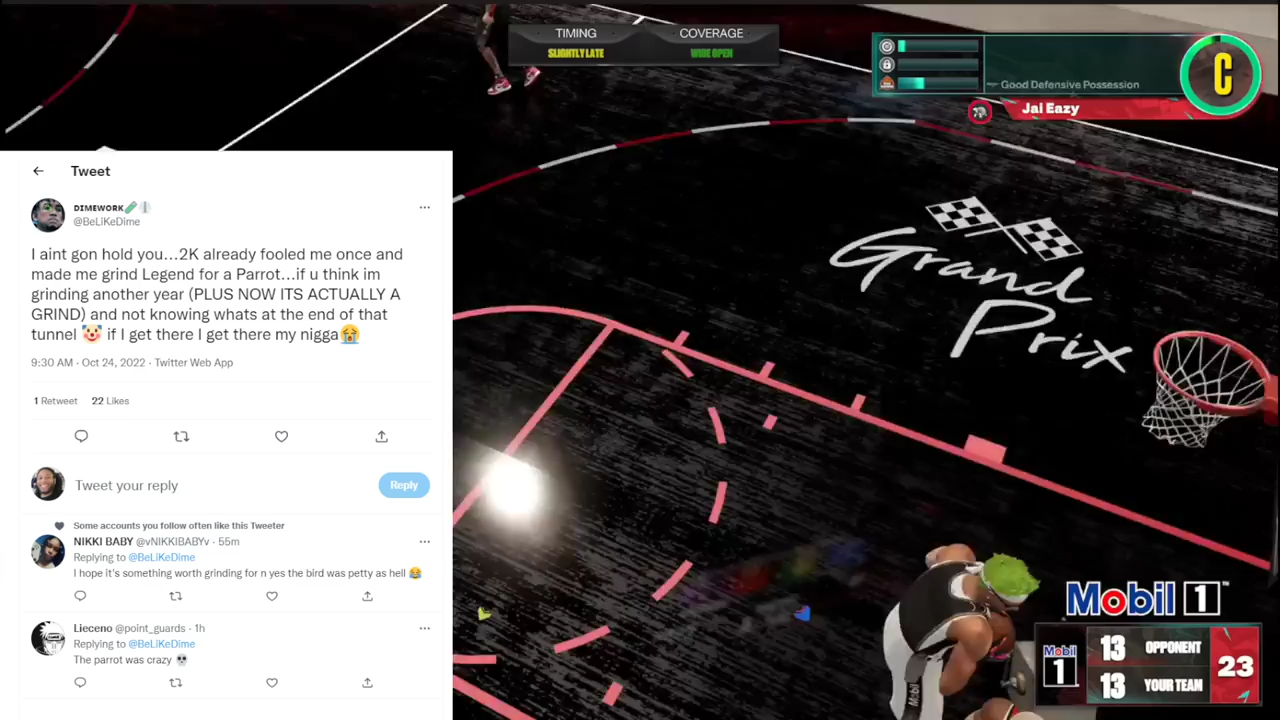 TIMING
COVERAGE
SLIGHTLY LATE
WIDE OPEN
Good Defensive Possession
C
Jai Eazy
Tweet
DIMEWORK
@BeLiKeDime
I aint gon hold you...2K already fooled me once and
made me grind Legend for a Parrot...if u think im
grinding another year (PLUS NOW ITS ACTUALLY A
GRIND) and not knowing whats at the end of that
tunnel 🤡 if I get there I get there my nigga😭
9:30 AM · Oct 24, 2022 · Twitter Web App
1 Retweet 22 Likes
Tweet your reply
Reply
Some accounts you follow often like this Tweeter
NIKKI BABY @vNIKKIBABYv · 55m
Replying to @BeLiKeDime
I hope it's something worth grinding for n yes the bird was petty as hell 😂
Lieceno @point_guards · 1h
Replying to @BeLiKeDime
The parrot was crazy 💀
Grand
Prix
Mobil 1
Mobil
1
13 OPPONENT
13 YOUR TEAM
23
Mobil